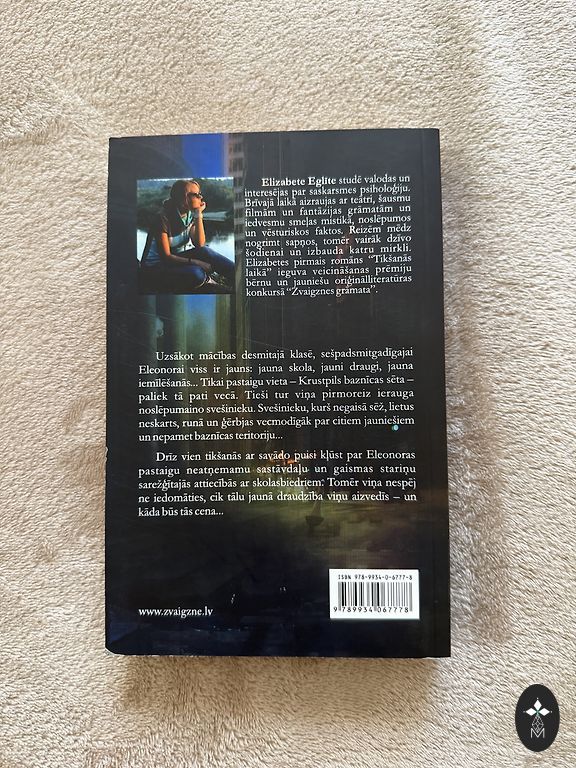 Elizabete Eglīte studē valodas un
interesējas par saskarsmes psiholoģiju.
Brīvajā laikā aizraujas ar teātri, šausmu
filmām un fantāzijas grāmatām un
iedvesmu smeļas mistikā, noslēpumos
un vēsturiskos faktos. Reizēm mēdz
nogrimt sapņos, tomēr vairāk dzīvo
šodienai un izbauda katru mirkli.
Elizabetes pirmais romāns “Tikšanās
laikā” ieguva veicināšanas prēmiju
bērnu un jauniešu oriģinālliteratūras
konkursā “Zvaigznes grāmata”.
Uzsākot mācības desmitajā klasē, sešpadsmitgadīgajai
Eleonorai viss ir jauns: jauna skola, jauni draugi, jauna
iemīlēšanās... Tikai pastaigu vieta – Krustpils baznīcas sēta –
paliek tā pati vecā. Tieši tur viņa pirmoreiz ierauga
noslēpumaino svešinieku. Svešinieku, kurš negaisā sēž, lietus
neskarts, runā un ģērbjas vecmodīgāk par citiem jauniešiem
un nepamet baznīcas teritoriju...
Drīz vien tikšanās ar savādo puisi kļūst par Eleonoras
pastaigu neatņemamu sastāvdaļu un gaismas stariņu
sarežģītajās attiecībās ar skolasbiedriem. Tomēr viņa nespēj
ne iedomāties, cik tālu jaunā draudzība viņu aizvedīs – un
kāda būs tās cena...
ISBN 978-9934-0-6777-8
9 789934 067778
www.zvaigzne.lv
M